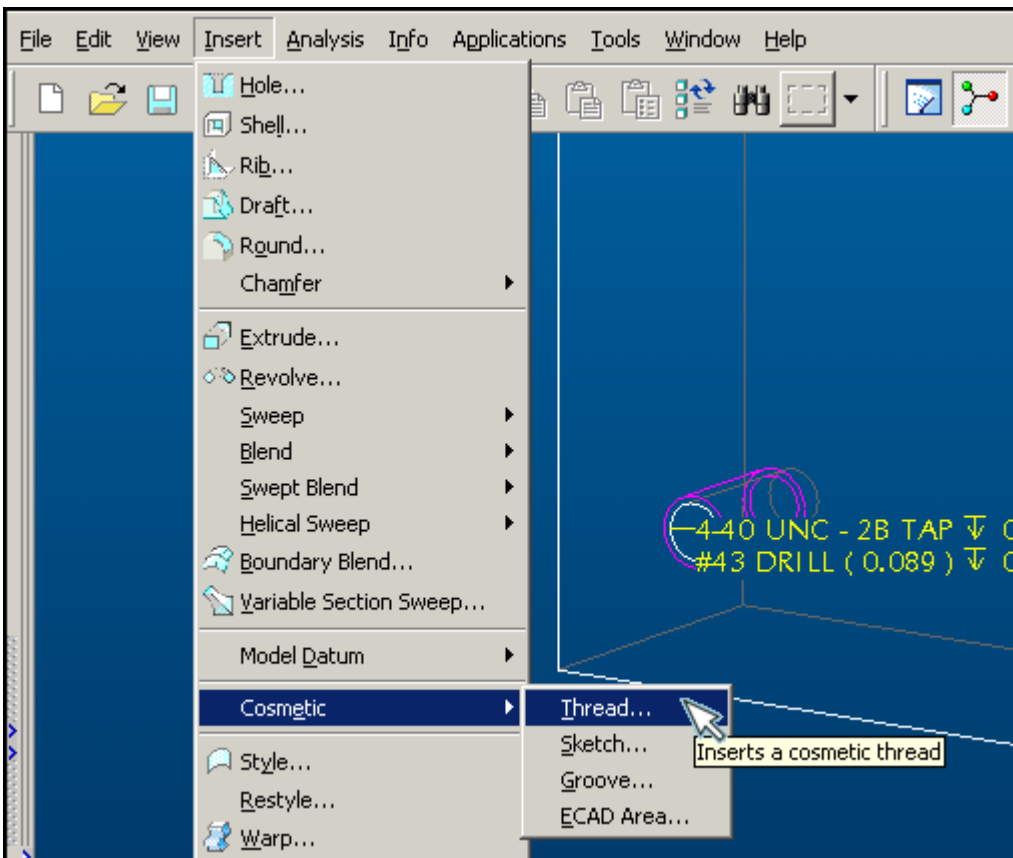 File Edit View Insert Analysis Info Applications Tools Window Help
Hole...
Shell...
Rib...
Draft...
Round...
Chamfer
Extrude...
Revolve...
Sweep
Blend
Swept Blend
Helical Sweep
Boundary Blend...
Variable Section Sweep...
Model Datum
Cosmetic
Style...
Restyle...
Warp...
Thread...
Sketch...
Groove...
ECAD Area...
Inserts a cosmetic thread
4-40 UNC - 2B TAP ↧ 0
#43 DRILL ( 0.089 ) ↧ 0